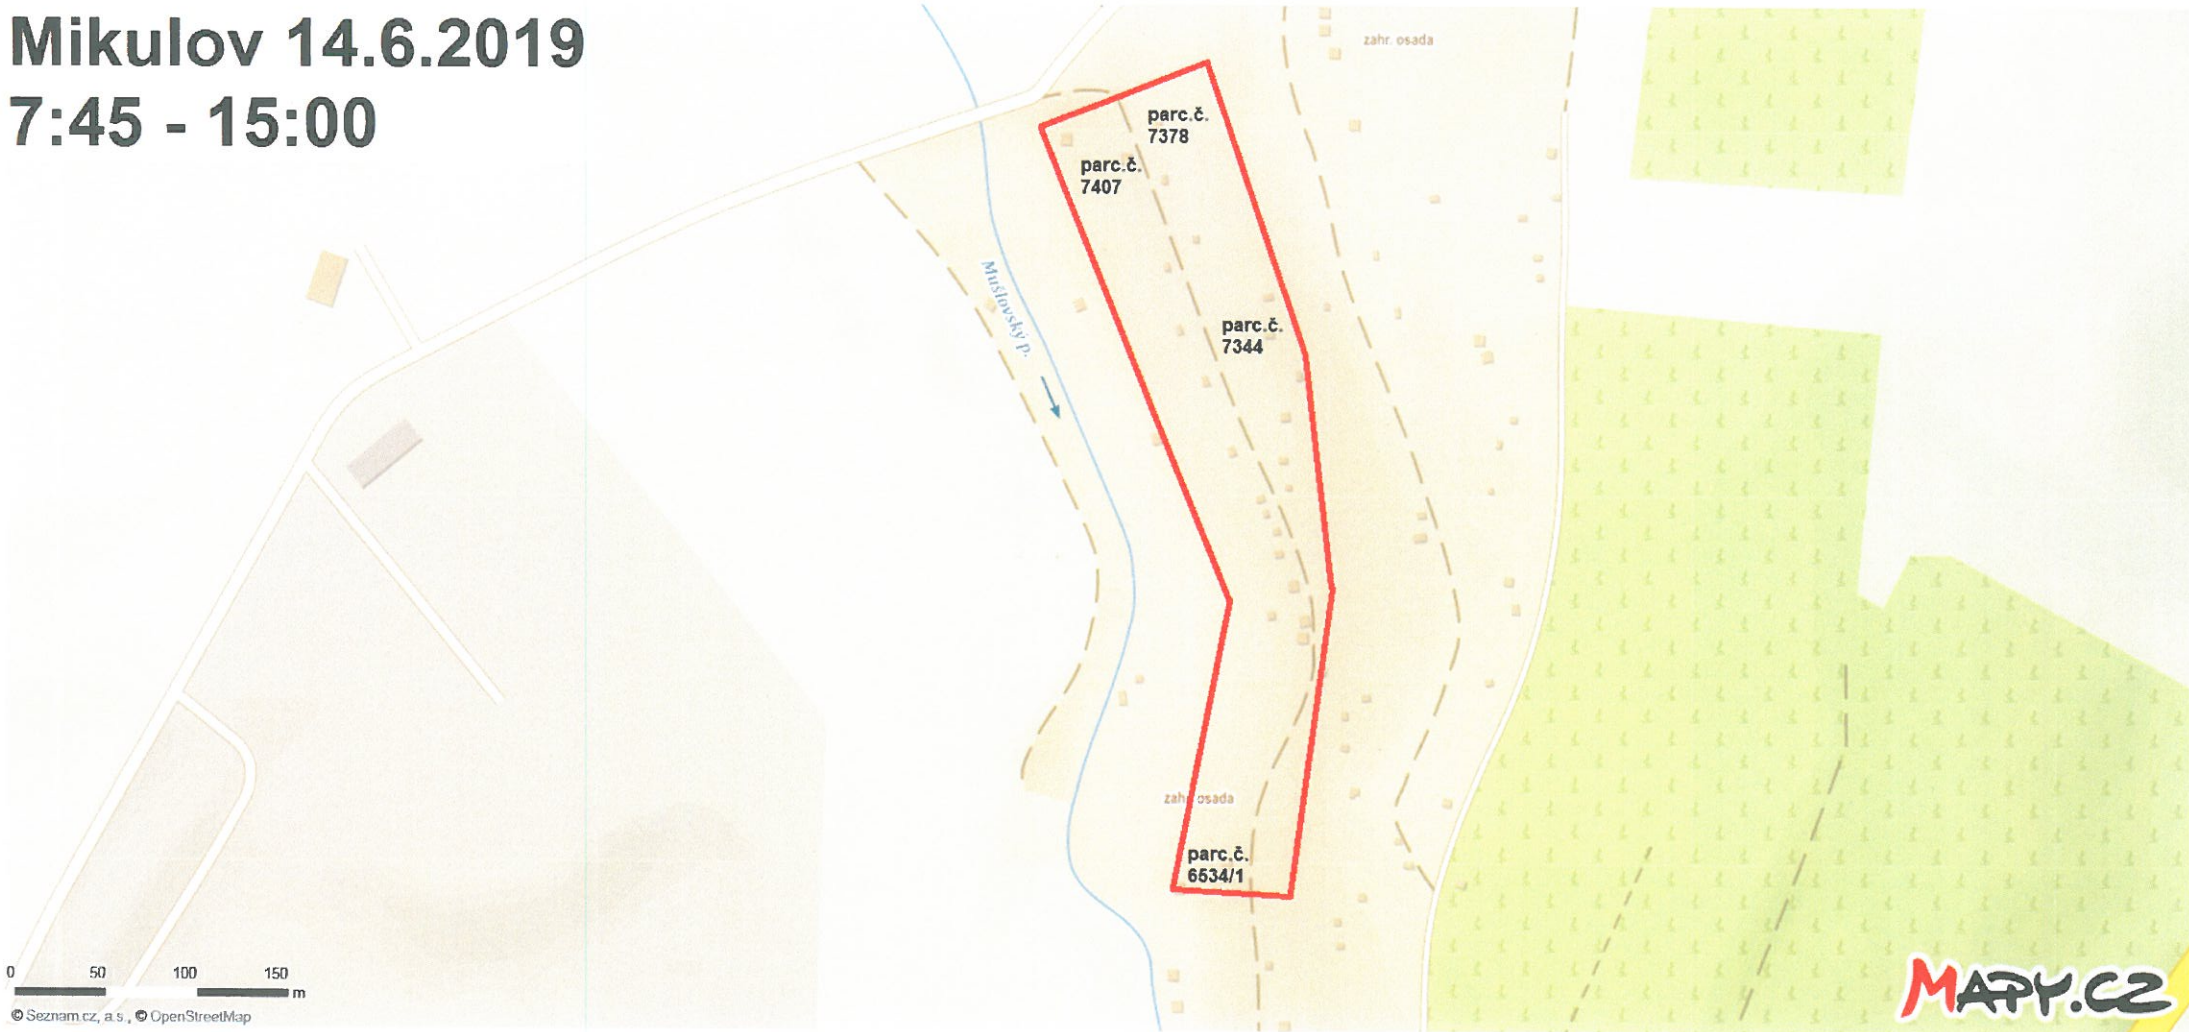 Mikulov 14.6.2019
7:45 - 15:00
zahr. osada
parc.č.
7378
parc.č.
7407
Mušlovský p.
parc.č.
7344
zahr. osada
parc.č.
6534/1
0 50 100 150
m
© Seznam.cz, a.s., © OpenStreetMap
MAPY.CZ